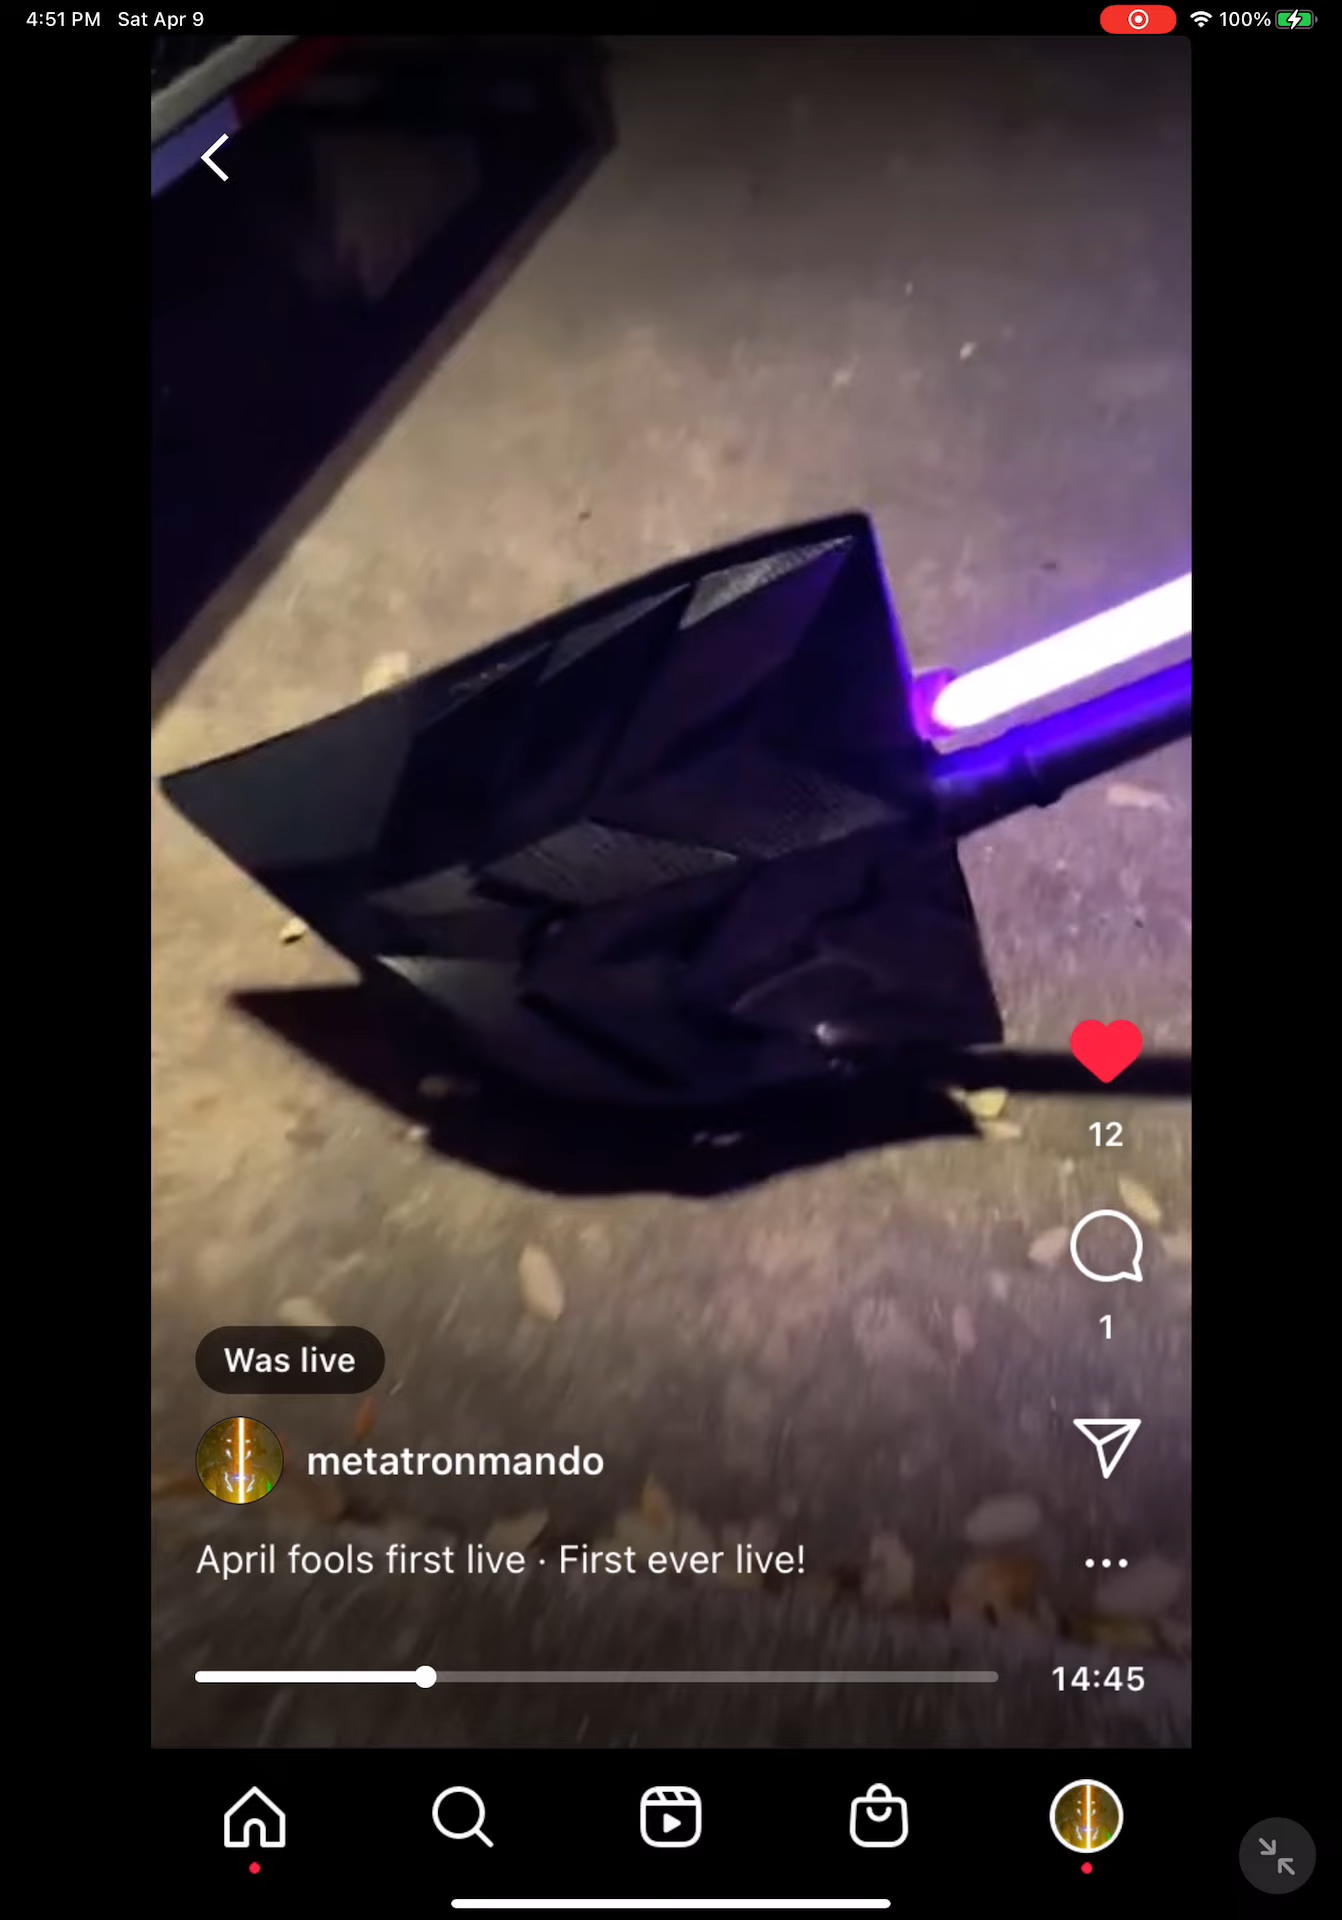 4:51 PM Sat Apr 9
100%
12
1
Was live
metatronmando
April fools first live · First ever live!
14:45